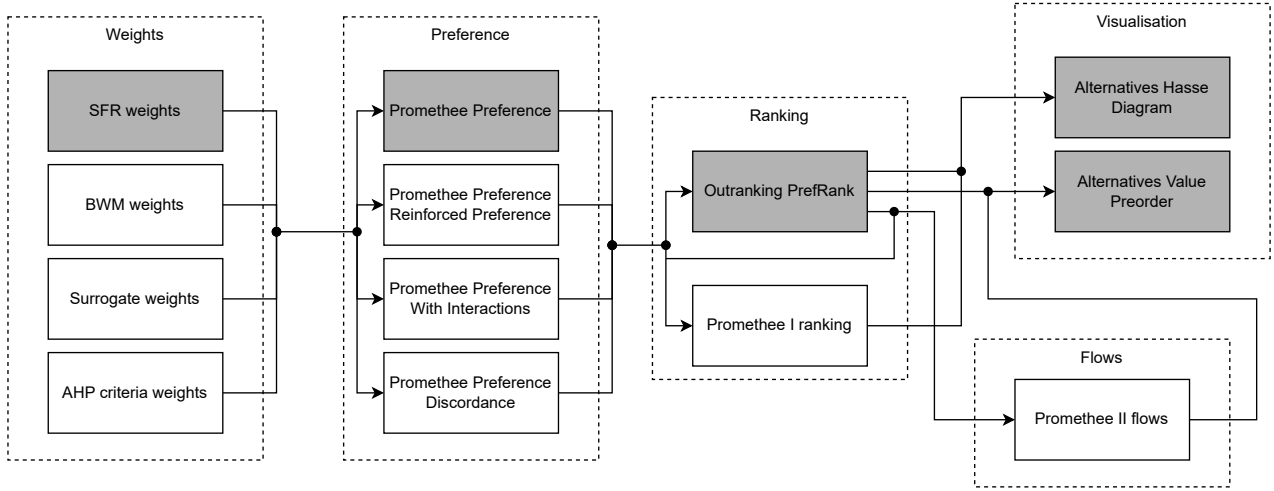 Weights
SFR weights
BWM weights
Surrogate weights
AHP criteria weights
Preference
Promethee Preference
Promethee Preference
Reinforced Preference
Promethee Preference
With Interactions
Promethee Preference
Discordance
Ranking
Outranking PrefRank
Promethee I ranking
Visualisation
Alternatives Hasse
Diagram
Alternatives Value
Preorder
Flows
Promethee II flows